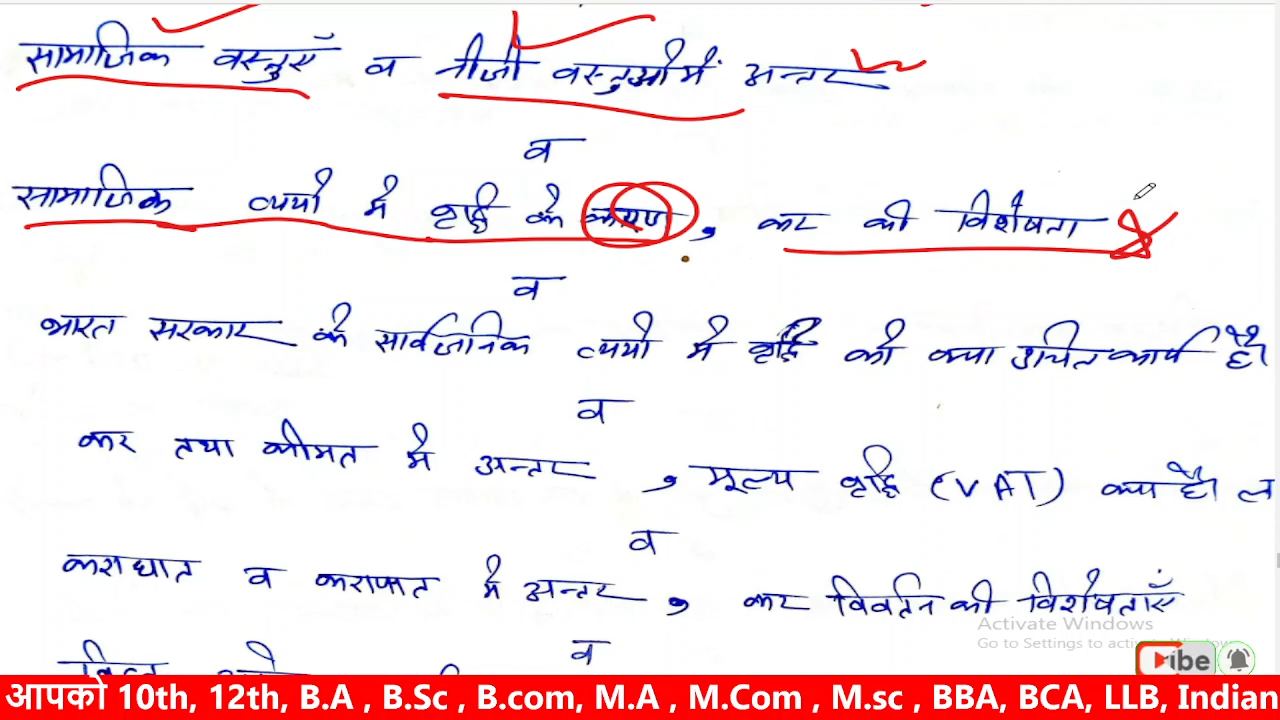 सामाजिक वस्तुएँ व नीजी वस्तुओ में अन्तर
व
सामाजिक व्ययो में वृद्धि के कारण , कर की विशेषता
व
भारत सरकार के सार्वजनिक व्ययो में वृद्धि की क्या उचित कार्य है।
व
कर तथा कीमत में अन्तर , मूल्य वृद्धि (VAT) क्या है।
व
कराघात व करापात में अन्तर , कर विवर्तन की विशेषताएँ
व
Activate Windows
Go to Settings to activate Windows.
ibe
आपको 10th, 12th, B.A , B.Sc , B.com, M.A , M.Com , M.sc , BBA, BCA, LLB, Indian